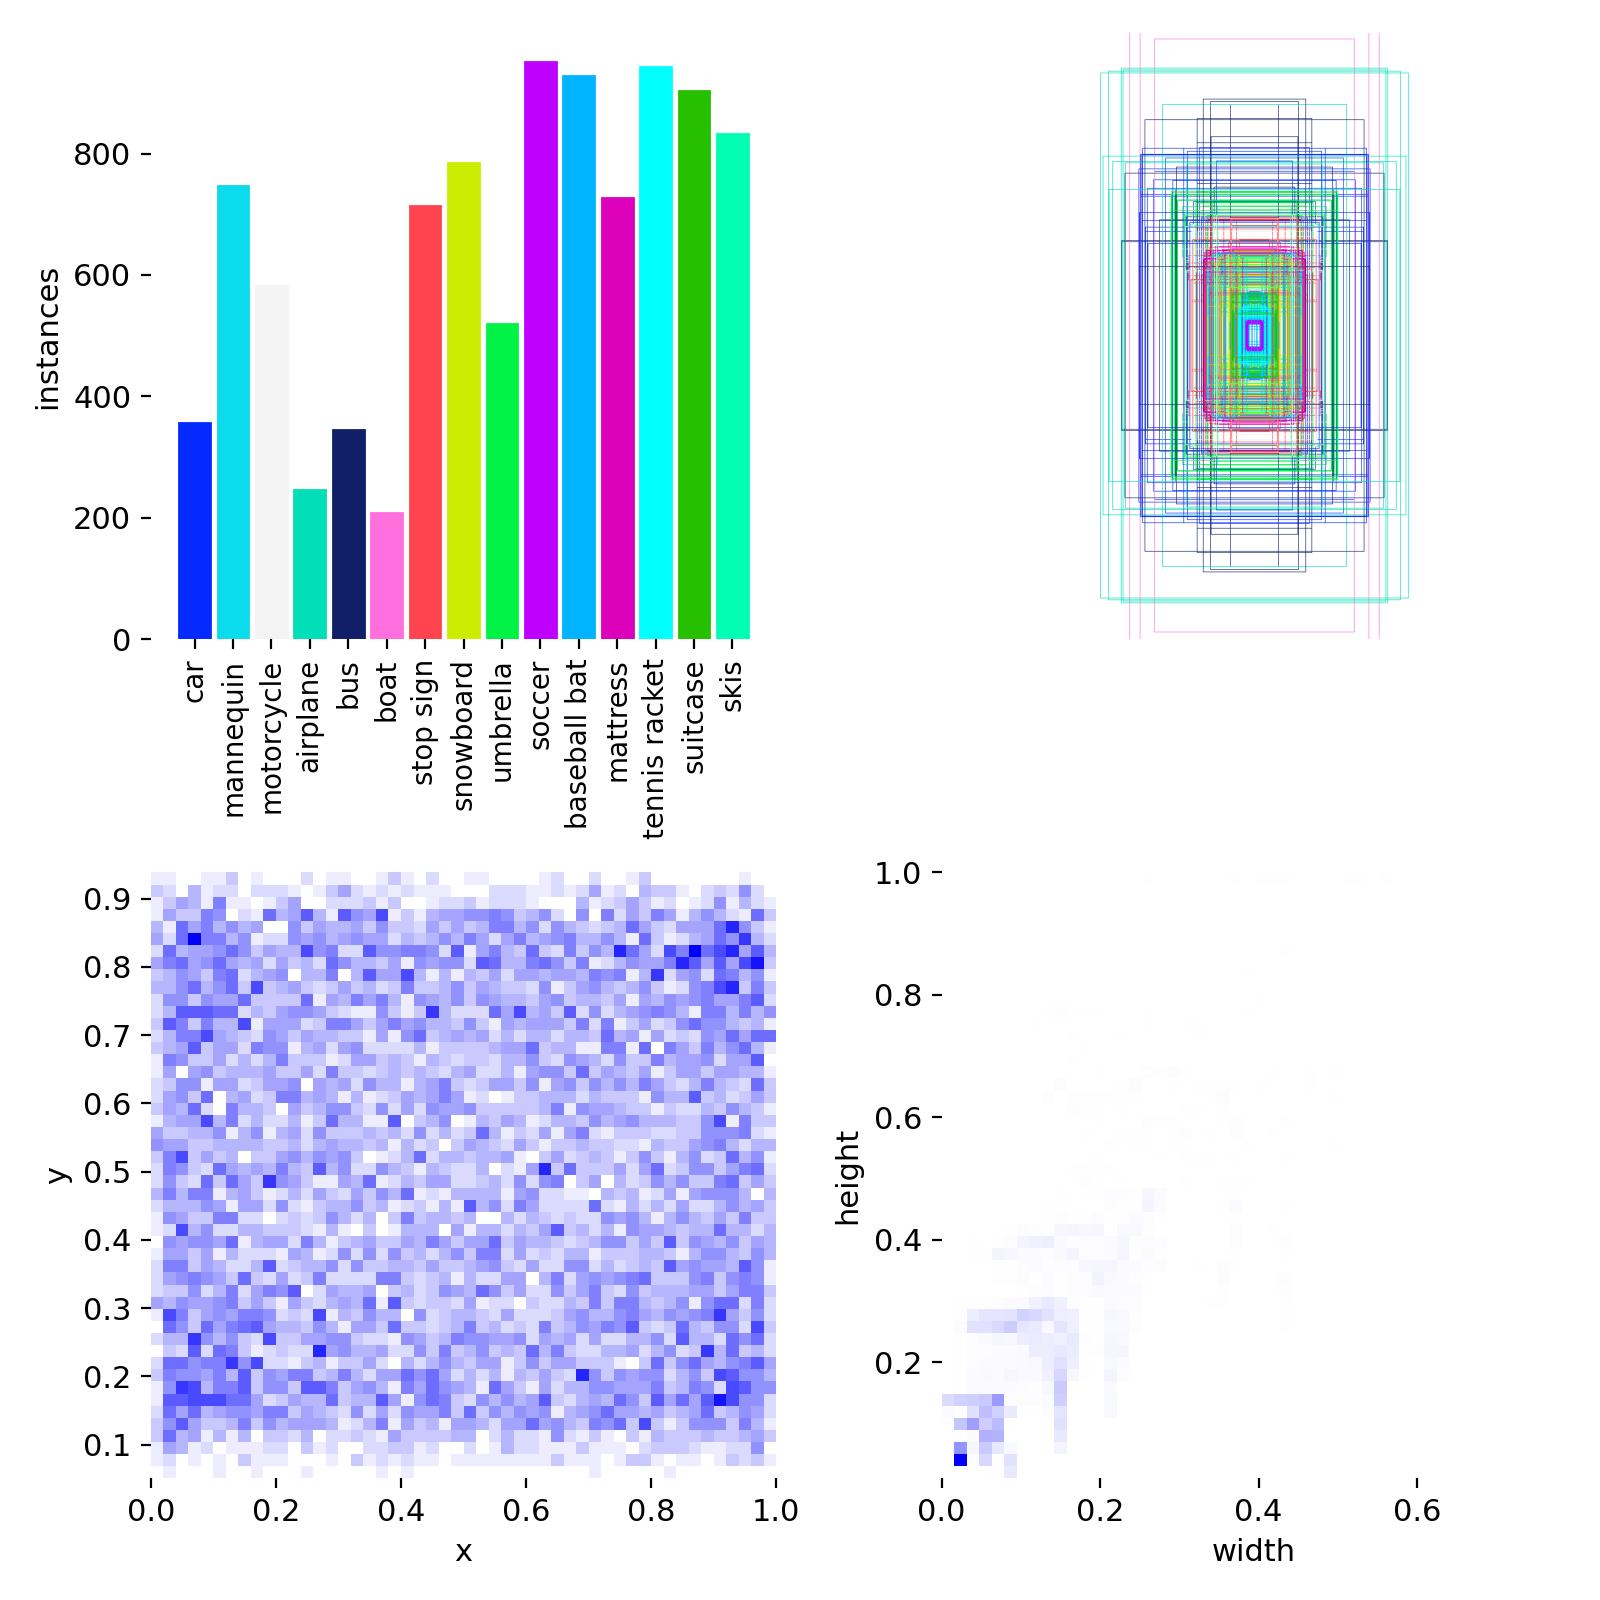 instances
800
600
400
200
0
car
mannequin
motorcycle
airplane
bus
boat
stop sign
snowboard
umbrella
soccer
baseball bat
mattress
tennis racket
suitcase
skis
y
0.9
0.8
0.7
0.6
0.5
0.4
0.3
0.2
0.1
0.0 0.2 0.4 0.6 0.8 1.0
x
height
1.0
0.8
0.6
0.4
0.2
0.0 0.2 0.4 0.6
width